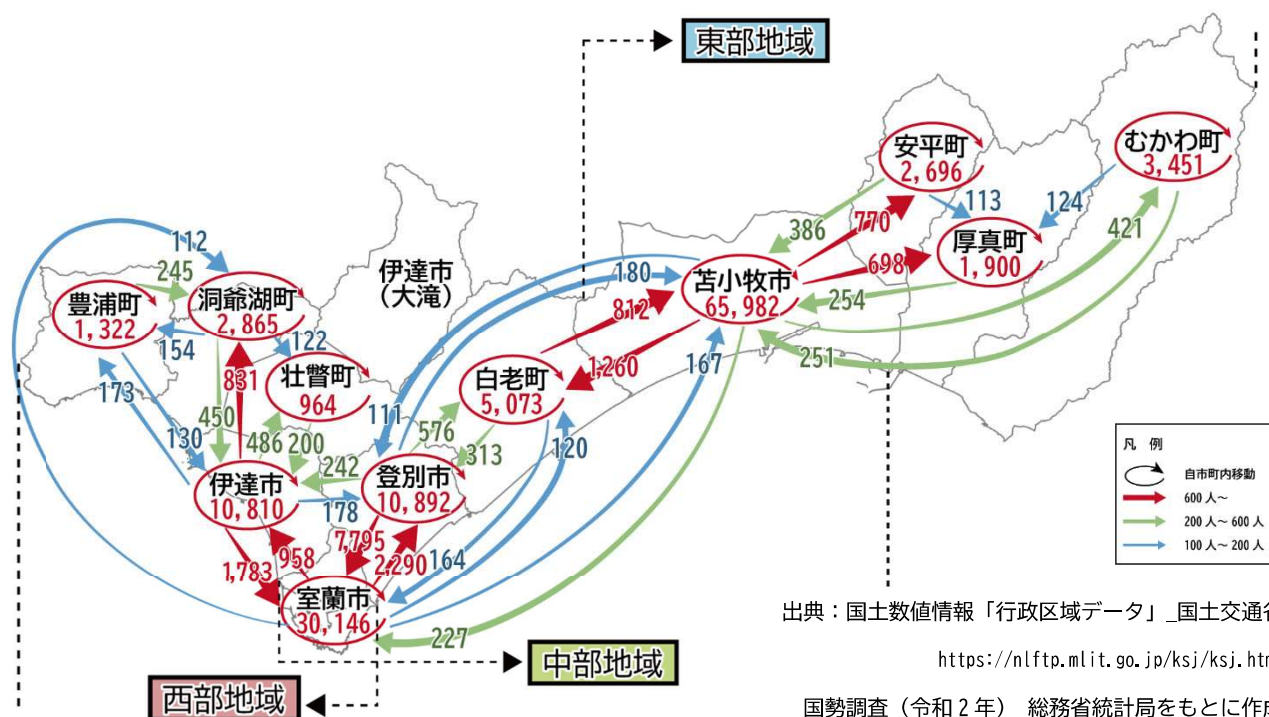 東部地域
安平町
2,696
むかわ町
3,451
112
245
伊達市
(大滝)
180
386
770
113
124
421
豊浦町
1,322
洞爺湖町
2,865
苫小牧市
65,982
698
厚真町
1,900
254
812
154
122
1,260
167
251
831
壮瞥町
964
白老町
5,073
173
111
450
130
486
200
576
120
313
242
伊達市
10,810
登別市
10,892
178
7,795
2,290
164
1,783
958
室蘭市
30,146
227
中部地域
西部地域
凡 例
自市町内移動
600人~
200人~600人
100人~200人
出典:国土数値情報「行政区域データ」_国土交通省
https://nlftp.mlit.go.jp/ksj/ksj.htm
国勢調査(令和2年) 総務省統計局をもとに作成